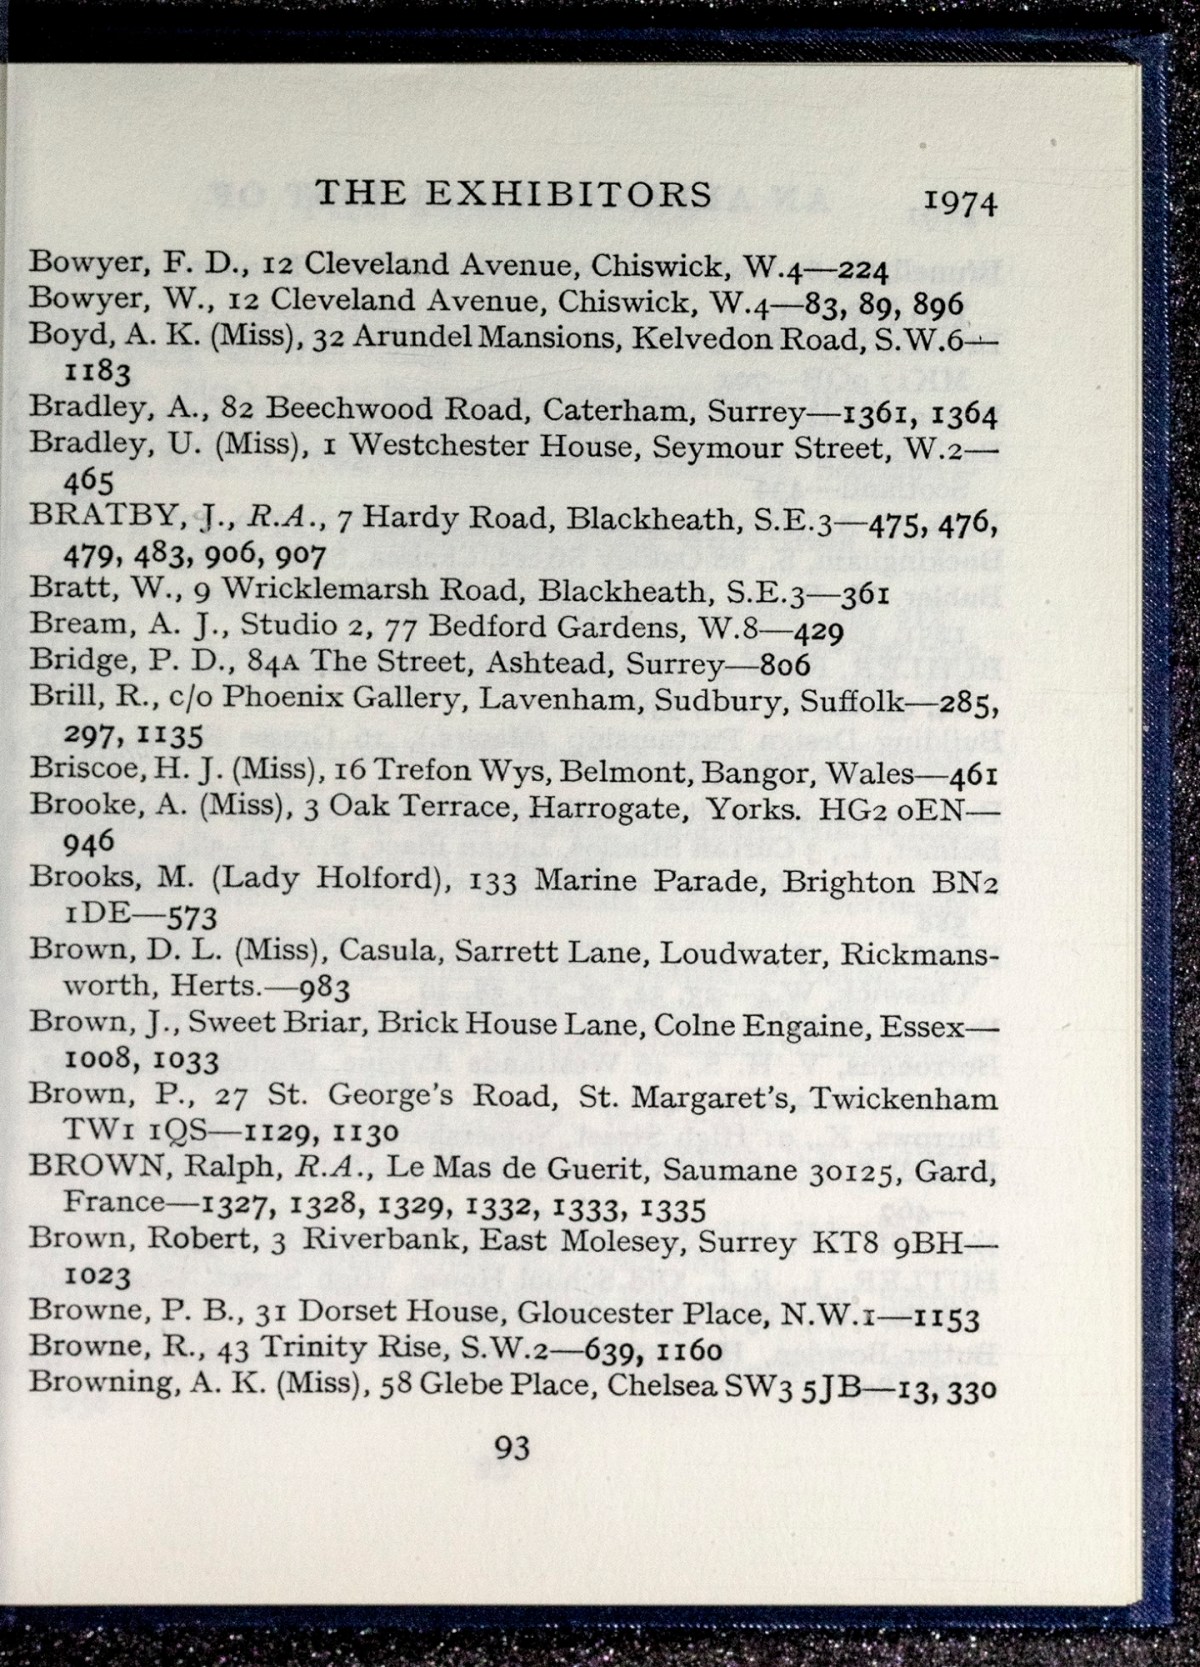 THE EXHIBITORS 1974
Bowyer, F. D., 12 Cleveland Avenue, Chiswick, W.4—224
Bowyer, W., 12 Cleveland Avenue, Chiswick, W.4—83, 89, 896
Boyd, A. K. (Miss), 32 Arundel Mansions, Kelvedon Road, S.W.6—
1183
Bradley, A., 82 Beechwood Road, Caterham, Surrey—1361, 1364
Bradley, U. (Miss), 1 Westchester House, Seymour Street, W.2—
465
BRATBY, J., R.A., 7 Hardy Road, Blackheath, S.E.3—475, 476,
479, 483, 906, 907
Bratt, W., 9 Wricklemarsh Road, Blackheath, S.E.3—361
Bream, A. J., Studio 2, 77 Bedford Gardens, W.8—429
Bridge, P. D., 84A The Street, Ashtead, Surrey—806
Brill, R., c/o Phoenix Gallery, Lavenham, Sudbury, Suffolk—285,
297, 1135
Briscoe, H. J. (Miss), 16 Trefon Wys, Belmont, Bangor, Wales—461
Brooke, A. (Miss), 3 Oak Terrace, Harrogate, Yorks. HG2 0EN—
946
Brooks, M. (Lady Holford), 133 Marine Parade, Brighton BN2
1DE—573
Brown, D. L. (Miss), Casula, Sarrett Lane, Loudwater, Rickmans-
worth, Herts.—983
Brown, J., Sweet Briar, Brick House Lane, Colne Engaine, Essex—
1008, 1033
Brown, P., 27 St. George's Road, St. Margaret's, Twickenham
TW1 1QS—1129, 1130
BROWN, Ralph, R.A., Le Mas de Guerit, Saumane 30125, Gard,
France—1327, 1328, 1329, 1332, 1333, 1335
Brown, Robert, 3 Riverbank, East Molesey, Surrey KT8 9BH—
1023
Browne, P. B., 31 Dorset House, Gloucester Place, N.W.1—1153
Browne, R., 43 Trinity Rise, S.W.2—639, 1160
Browning, A. K. (Miss), 58 Glebe Place, Chelsea SW3 5JB—13, 330
93